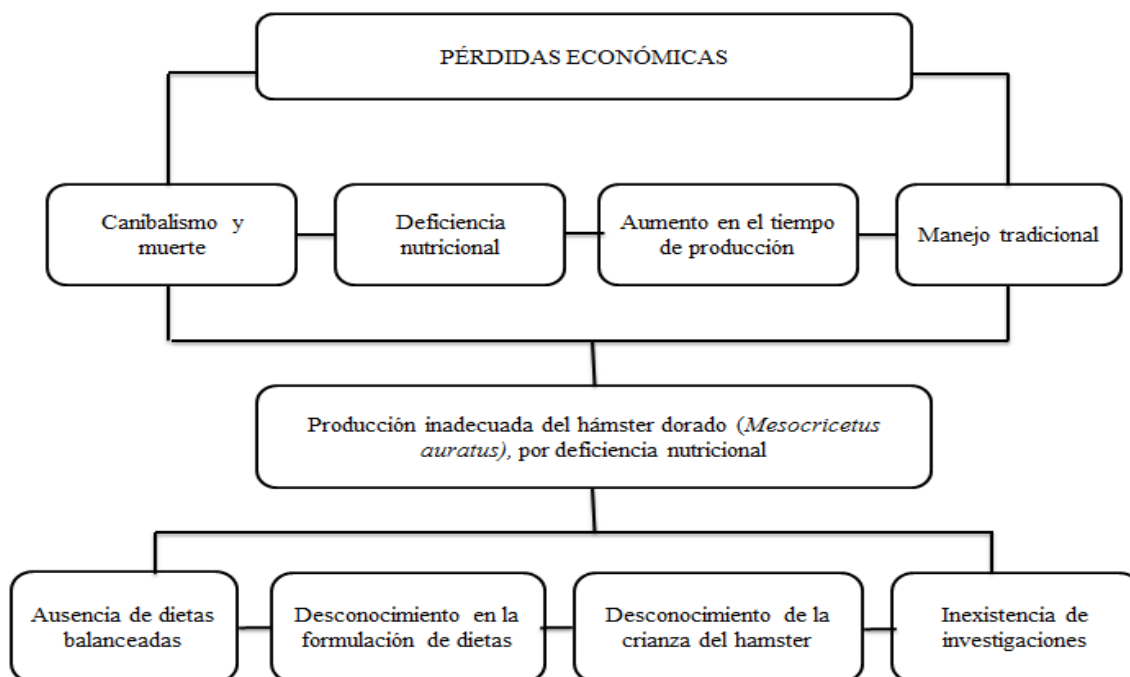 PÉRDIDAS ECONÓMICAS
Canibalismo y
muerte
Deficiencia
nutricional
Aumento en el tiempo
de producción
Manejo tradicional
Producción inadecuada del hámster dorado (Mesocricetus
auratus), por deficiencia nutricional
Ausencia de dietas
balanceadas
Desconocimiento en la
formulación de dietas
Desconocimiento de la
crianza del hamster
Inexistencia de
investigaciones